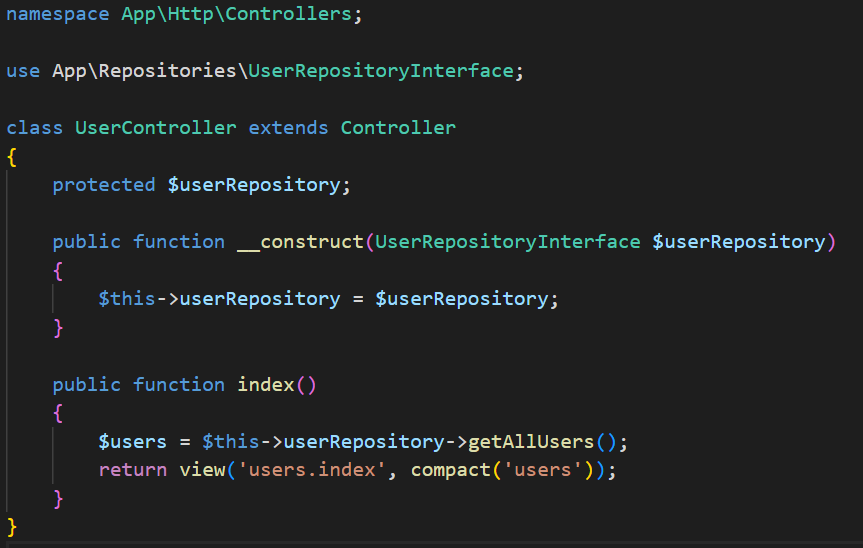 namespace App\Http\Controllers;
use App\Repositories\UserRepositoryInterface;
class UserController extends Controller
{
    protected $userRepository;
    public function __construct(UserRepositoryInterface $userRepository)
    {
        $this->userRepository = $userRepository;
    }
    public function index()
    {
        $users = $this->userRepository->getAllUsers();
        return view('users.index', compact('users'));
    }
}